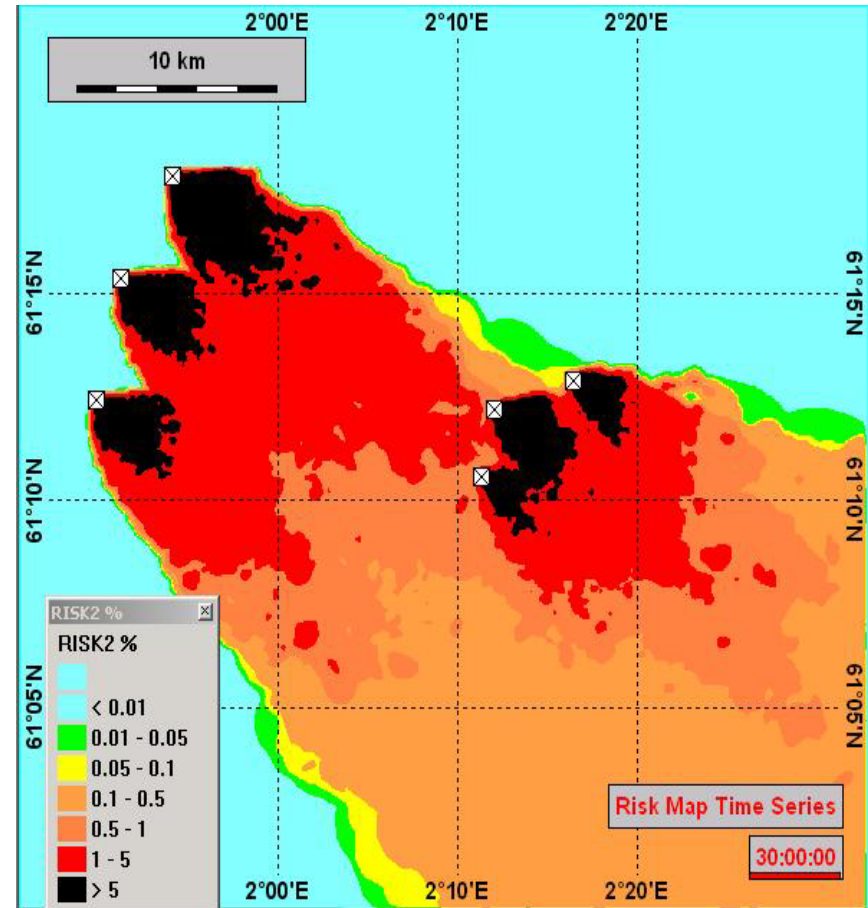 2°00'E 2°10'E 2°20'E
10 km
61°15'N 61°15'N
61°10'N 61°10'N
61°05'N 61°05'N
RISK2 %
RISK2 %
< 0.01
0.01 - 0.05
0.05 - 0.1
0.1 - 0.5
0.5 - 1
1 - 5
> 5
Risk Map Time Series
30:00:00
2°00'E 2°10'E 2°20'E